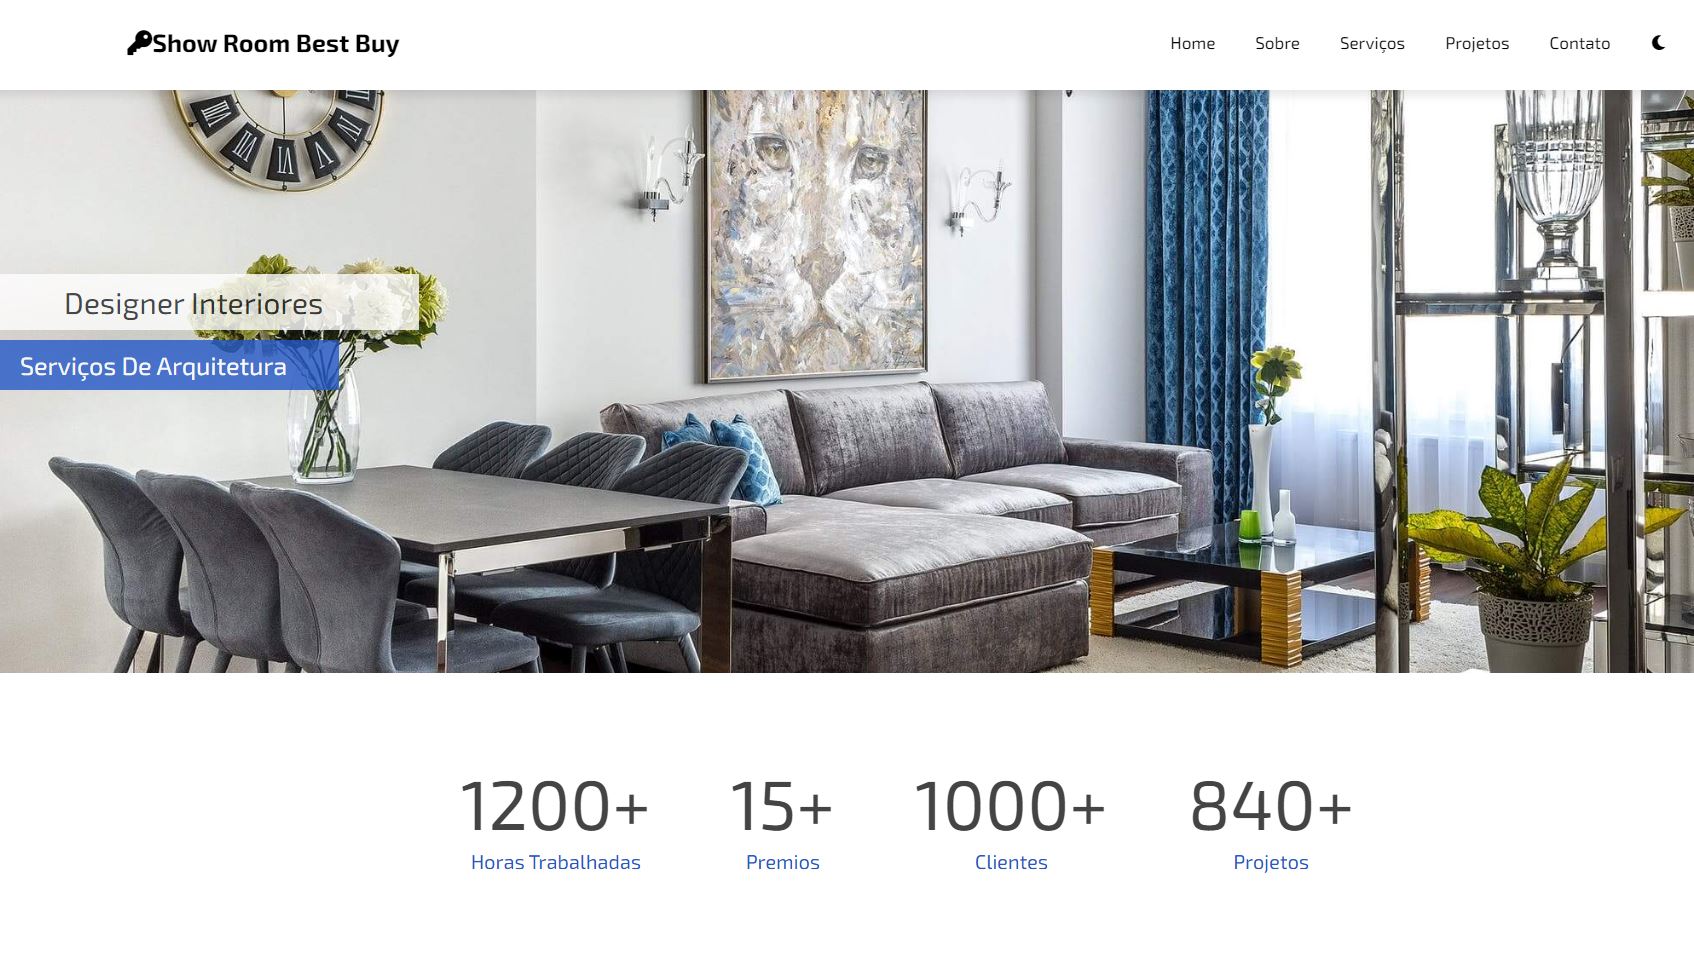 Show Room Best Buy
Home Sobre Serviços Projetos Contato
Designer Interiores
Serviços De Arquitetura
1200+ 15+ 1000+ 840+
Horas Trabalhadas Premios Clientes Projetos